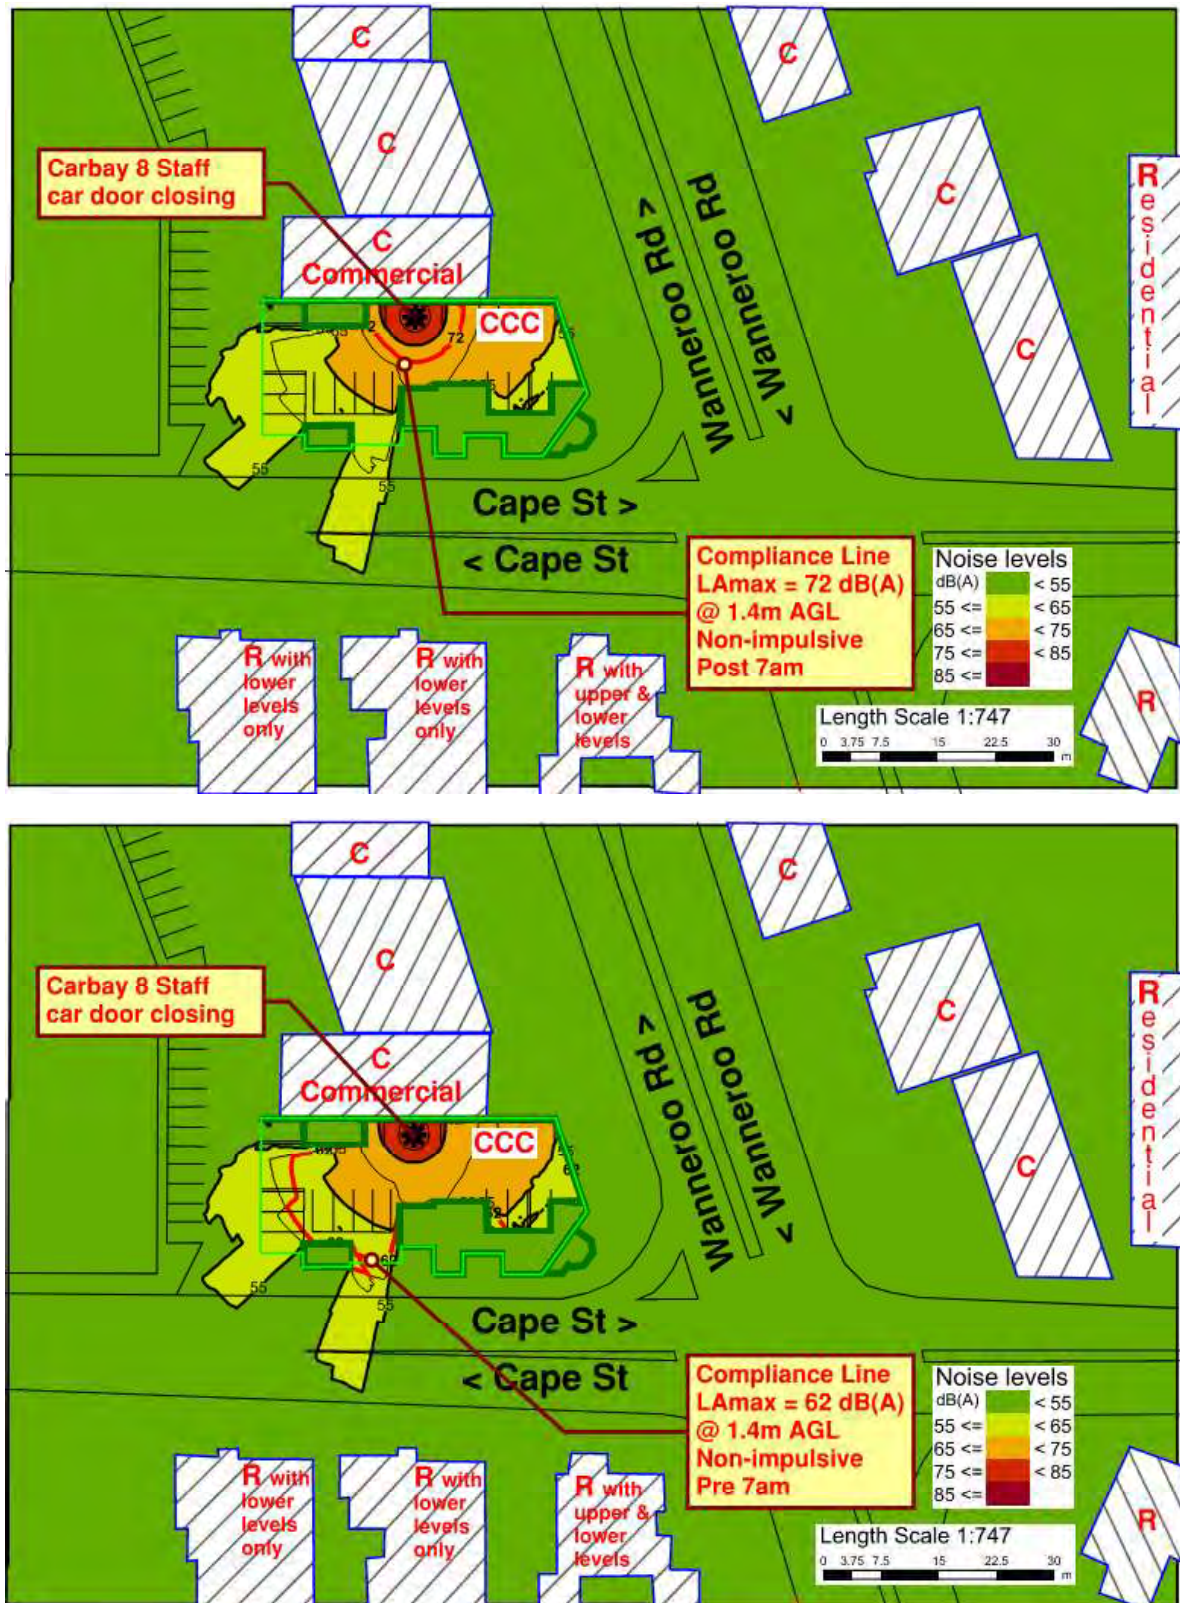 C
C
C
Carbay 8 Staff
car door closing
C
Residential
C
Commercial
Wanneroo Rd >
< Wanneroo Rd
CCC
72
55
C
55
55
Cape St >
< Cape St
Compliance Line
LAmax = 72 dB(A)
@ 1.4m AGL
Non-impulsive
Post 7am
Noise levels
dB(A)
< 55
55 <= < 65
65 <= < 75
75 <= < 85
85 <=
R with
lower
levels
only
R with
lower
levels
only
R with
upper &
lower
levels
R
Length Scale 1:747
0 3.75 7.5 15 22.5 30
m
C
C
C
Carbay 8 Staff
car door closing
C
Residential
C
Commercial
Wanneroo Rd >
< Wanneroo Rd
CCC
62
C
55
55
Cape St >
< Cape St
Compliance Line
LAmax = 62 dB(A)
@ 1.4m AGL
Non-impulsive
Pre 7am
Noise levels
dB(A)
< 55
55 <= < 65
65 <= < 75
75 <= < 85
85 <=
R with
lower
levels
only
R with
lower
levels
only
R with
upper &
lower
levels
R
Length Scale 1:747
0 3.75 7.5 15 22.5 30
m